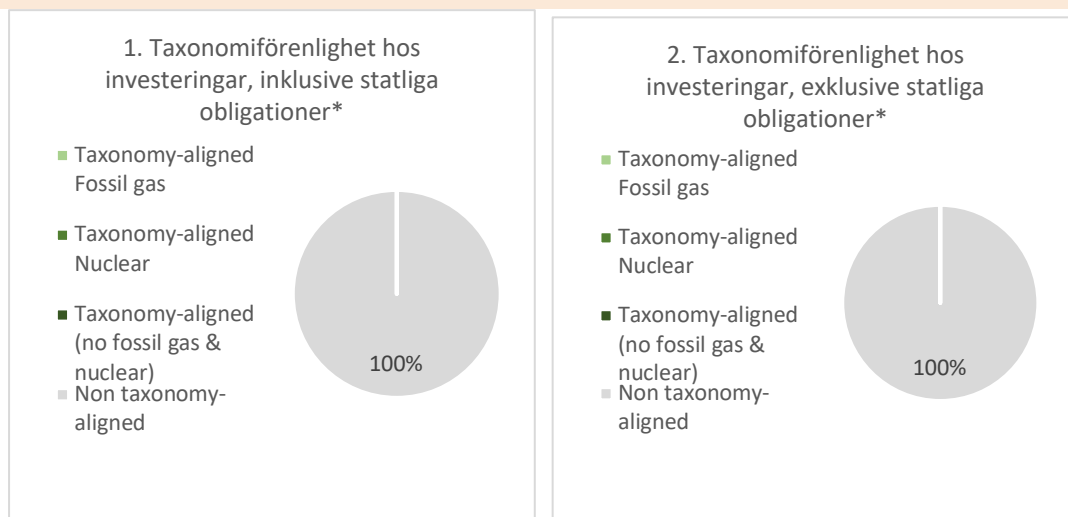 1. Taxonomiförenlighet hos
investeringar, inklusive statliga
obligationer*
Taxonomy-aligned
Fossil gas
Taxonomy-aligned
Nuclear
Taxonomy-aligned
(no fossil gas &
nuclear)
Non taxonomy-
aligned
100%
2. Taxonomiförenlighet hos
investeringar, exklusive statliga
obligationer*
Taxonomy-aligned
Fossil gas
Taxonomy-aligned
Nuclear
Taxonomy-aligned
(no fossil gas &
nuclear)
Non taxonomy-
aligned
100%